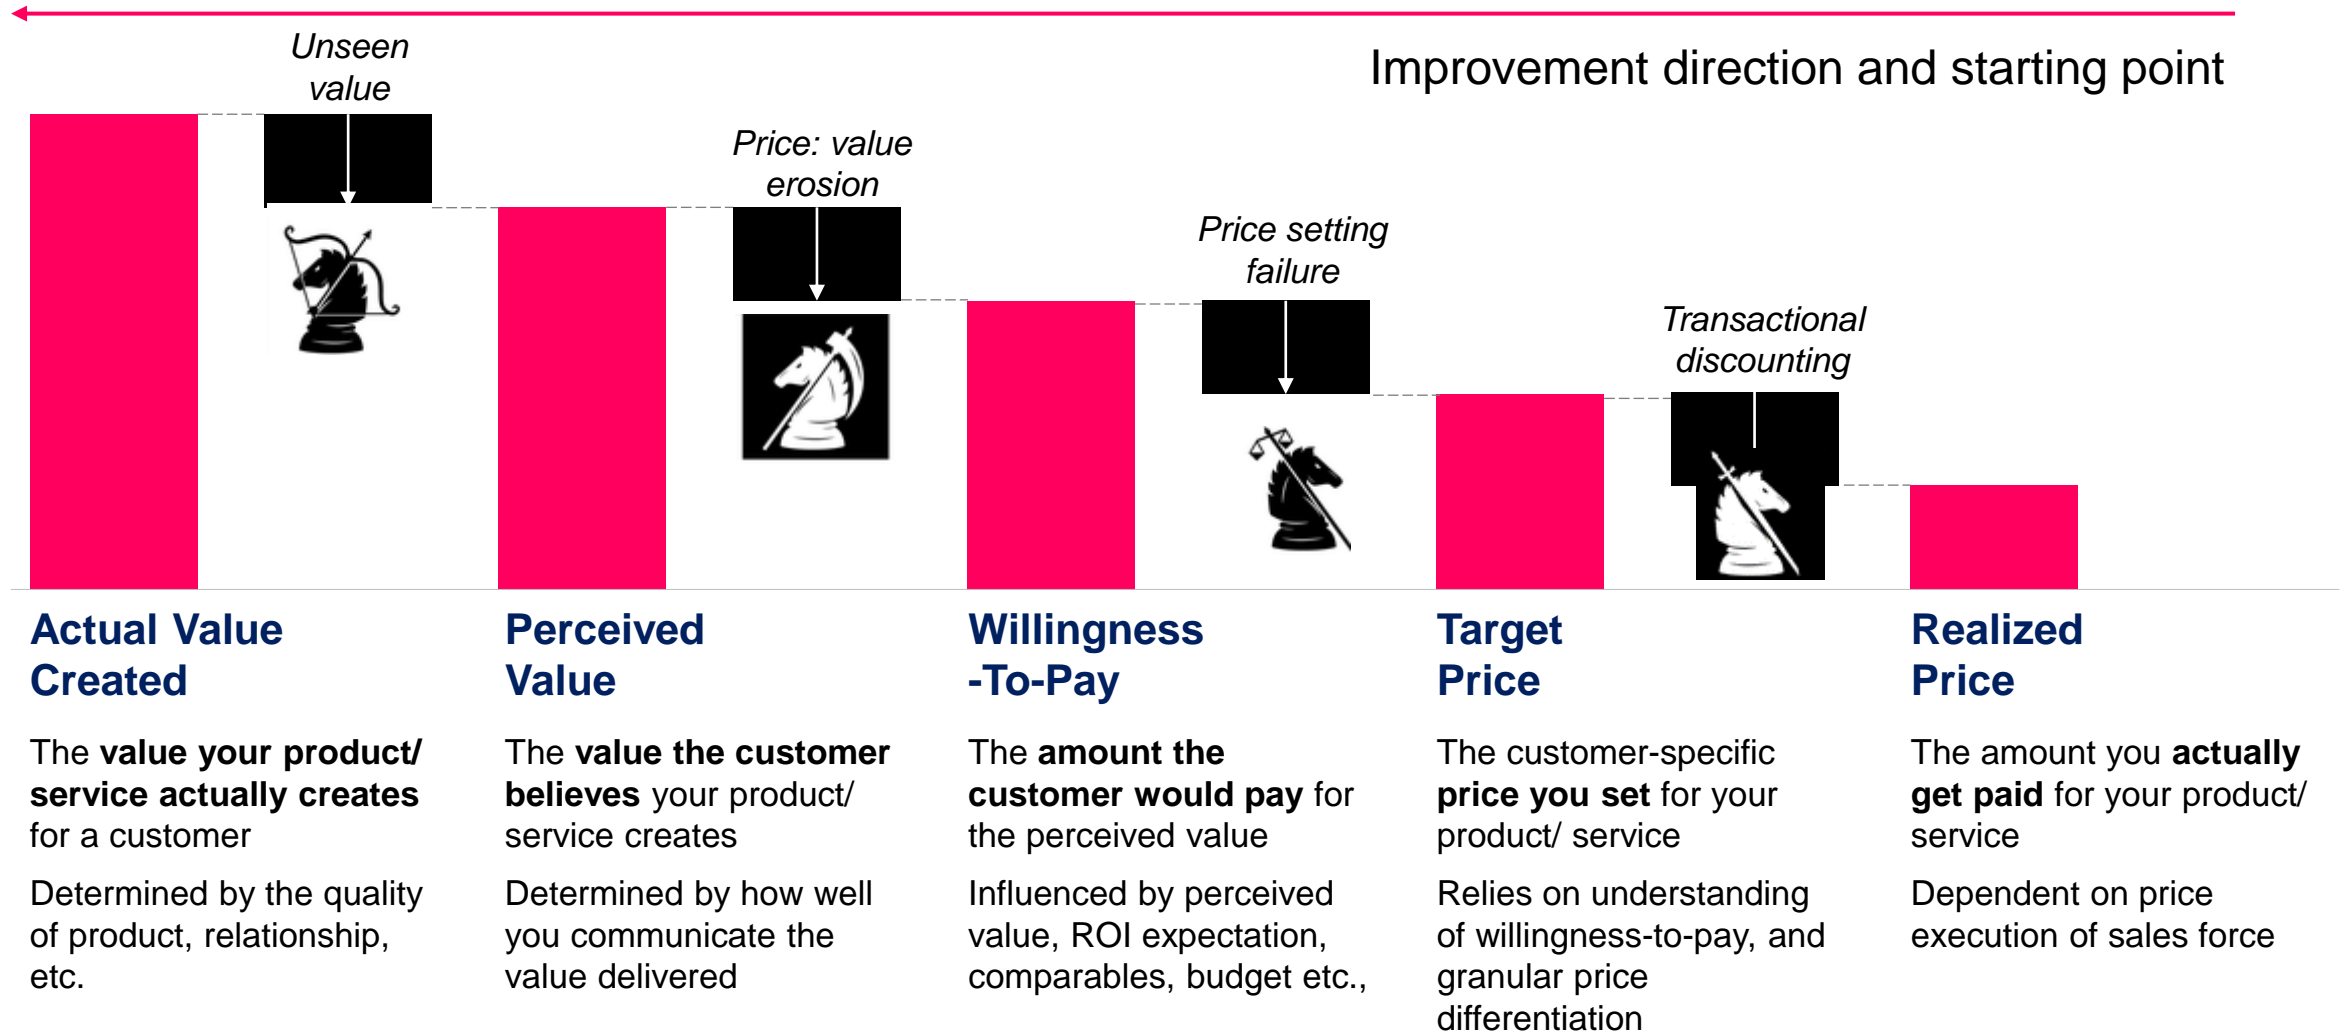 Improvement direction and starting point
Unseen
value
Price: value
erosion
Price setting
failure
Transactional
discounting
Actual Value
Created
The value your product/
service actually creates
for a customer
Determined by the quality
of product, relationship,
etc.
Perceived
Value
The value the customer
believes your product/
service creates
Determined by how well
you communicate the
value delivered
Willingness
-To-Pay
The amount the
customer would pay for
the perceived value
Influenced by perceived
value, ROI expectation,
comparables, budget etc.,
Target
Price
The customer-specific
price you set for your
product/ service
Relies on understanding
of willingness-to-pay, and
granular price
differentiation
Realized
Price
The amount you actually
get paid for your product/
service
Dependent on price
execution of sales force